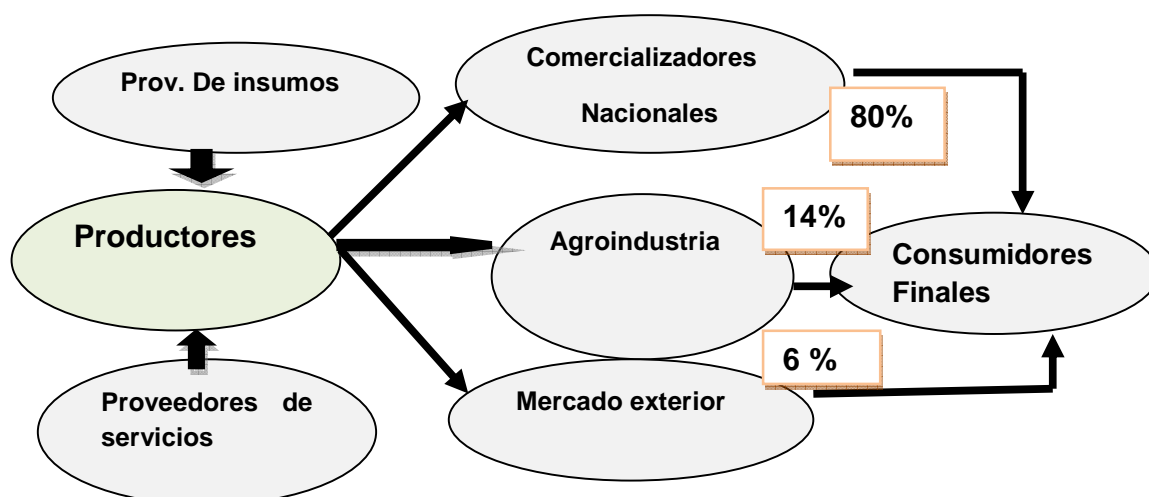 Prov. De insumos
Comercializadores
Nacionales
80%
Productores
Agroindustria
14%
Consumidores
Finales
6 %
Proveedores de
servicios
Mercado exterior